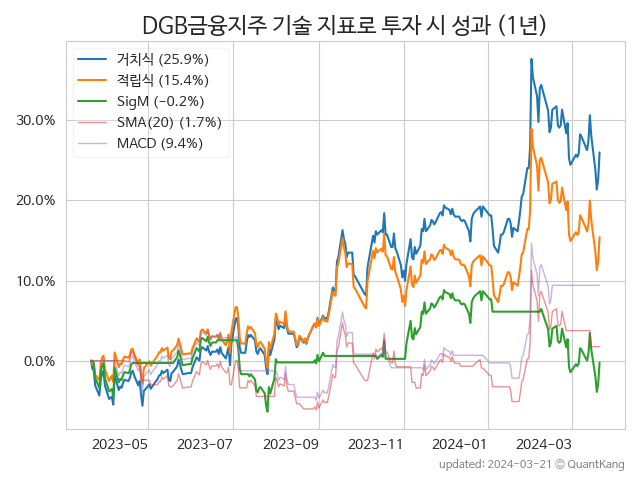 DGB금융지주 기술 지표로 투자 시 성과 (1년)
거치식 (25.9%)
적립식 (15.4%)
SigM (−0.2%)
SMA(20) (1.7%)
MACD (9.4%)
30.0%
20.0%
10.0%
0.0%
2023-05 2023-07 2023-09 2023-11 2024-01 2024-03
updated: 2024-03-21 © QuantKang